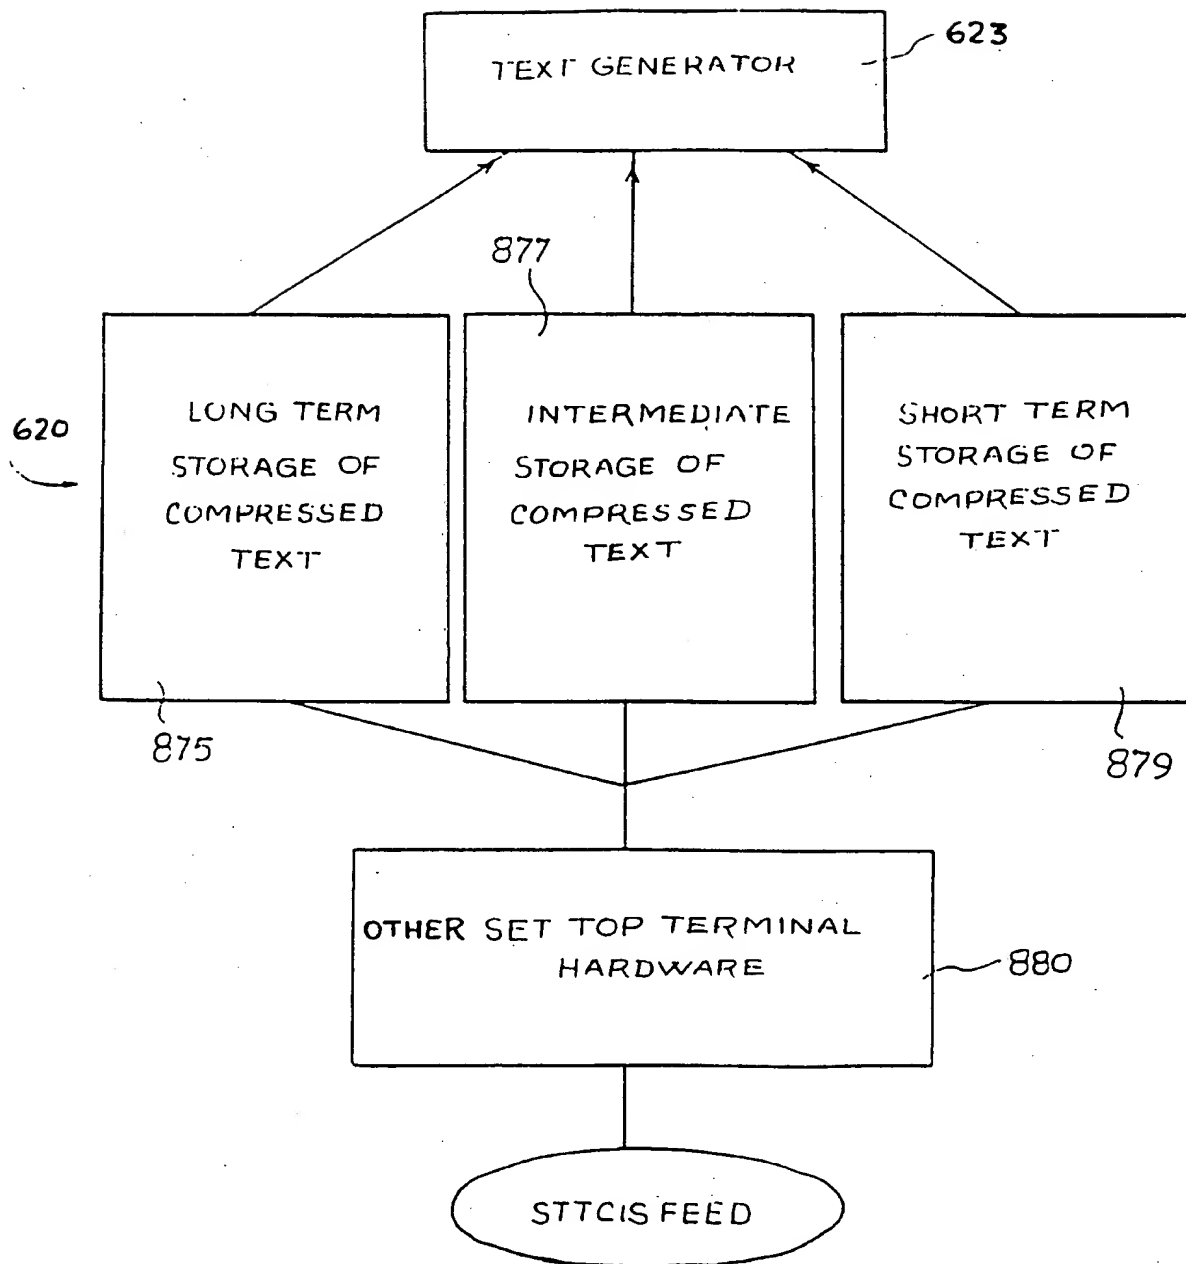 TEXT GENERATOR
623
877
620
LONG TERM
STORAGE OF
COMPRESSED
TEXT
INTERMEDIATE
STORAGE OF
COMPRESSED
TEXT
SHORT TERM
STORAGE OF
COMPRESSED
TEXT
875
879
OTHER SET TOP TERMINAL
HARDWARE
880
STTCIS FEED